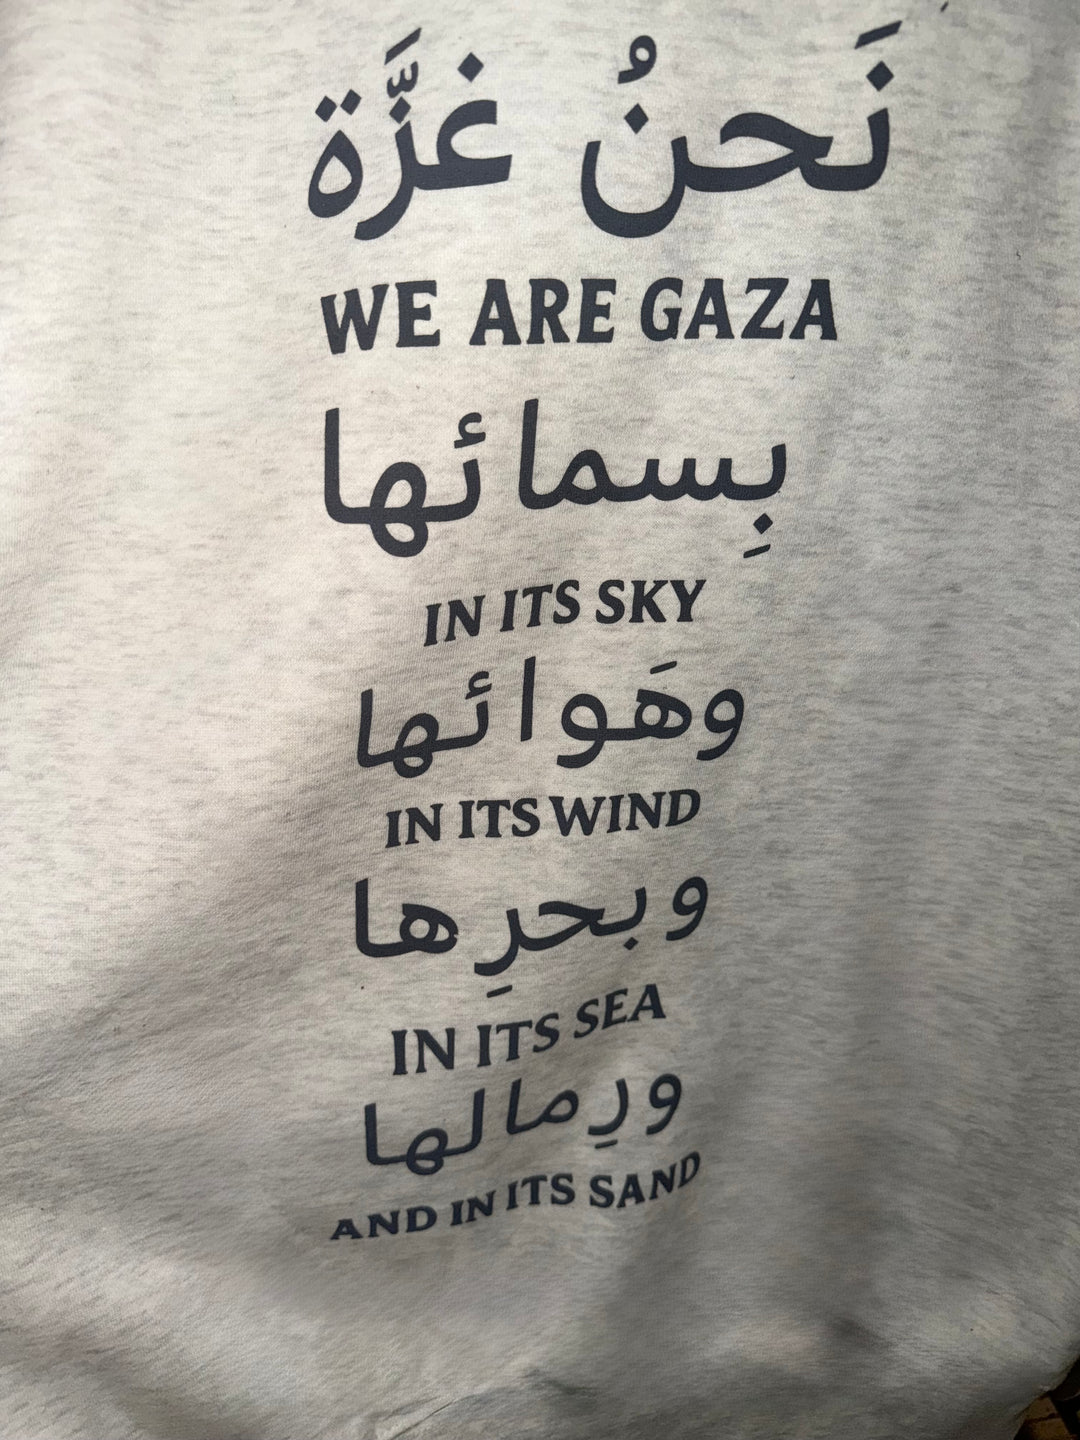 نَحنُ غزَّة
WE ARE GAZA
بِسمائها
IN ITS SKY
وهَوائها
IN ITS WIND
وبحرِها
IN ITS SEA
ورِمالها
AND IN ITS SAND